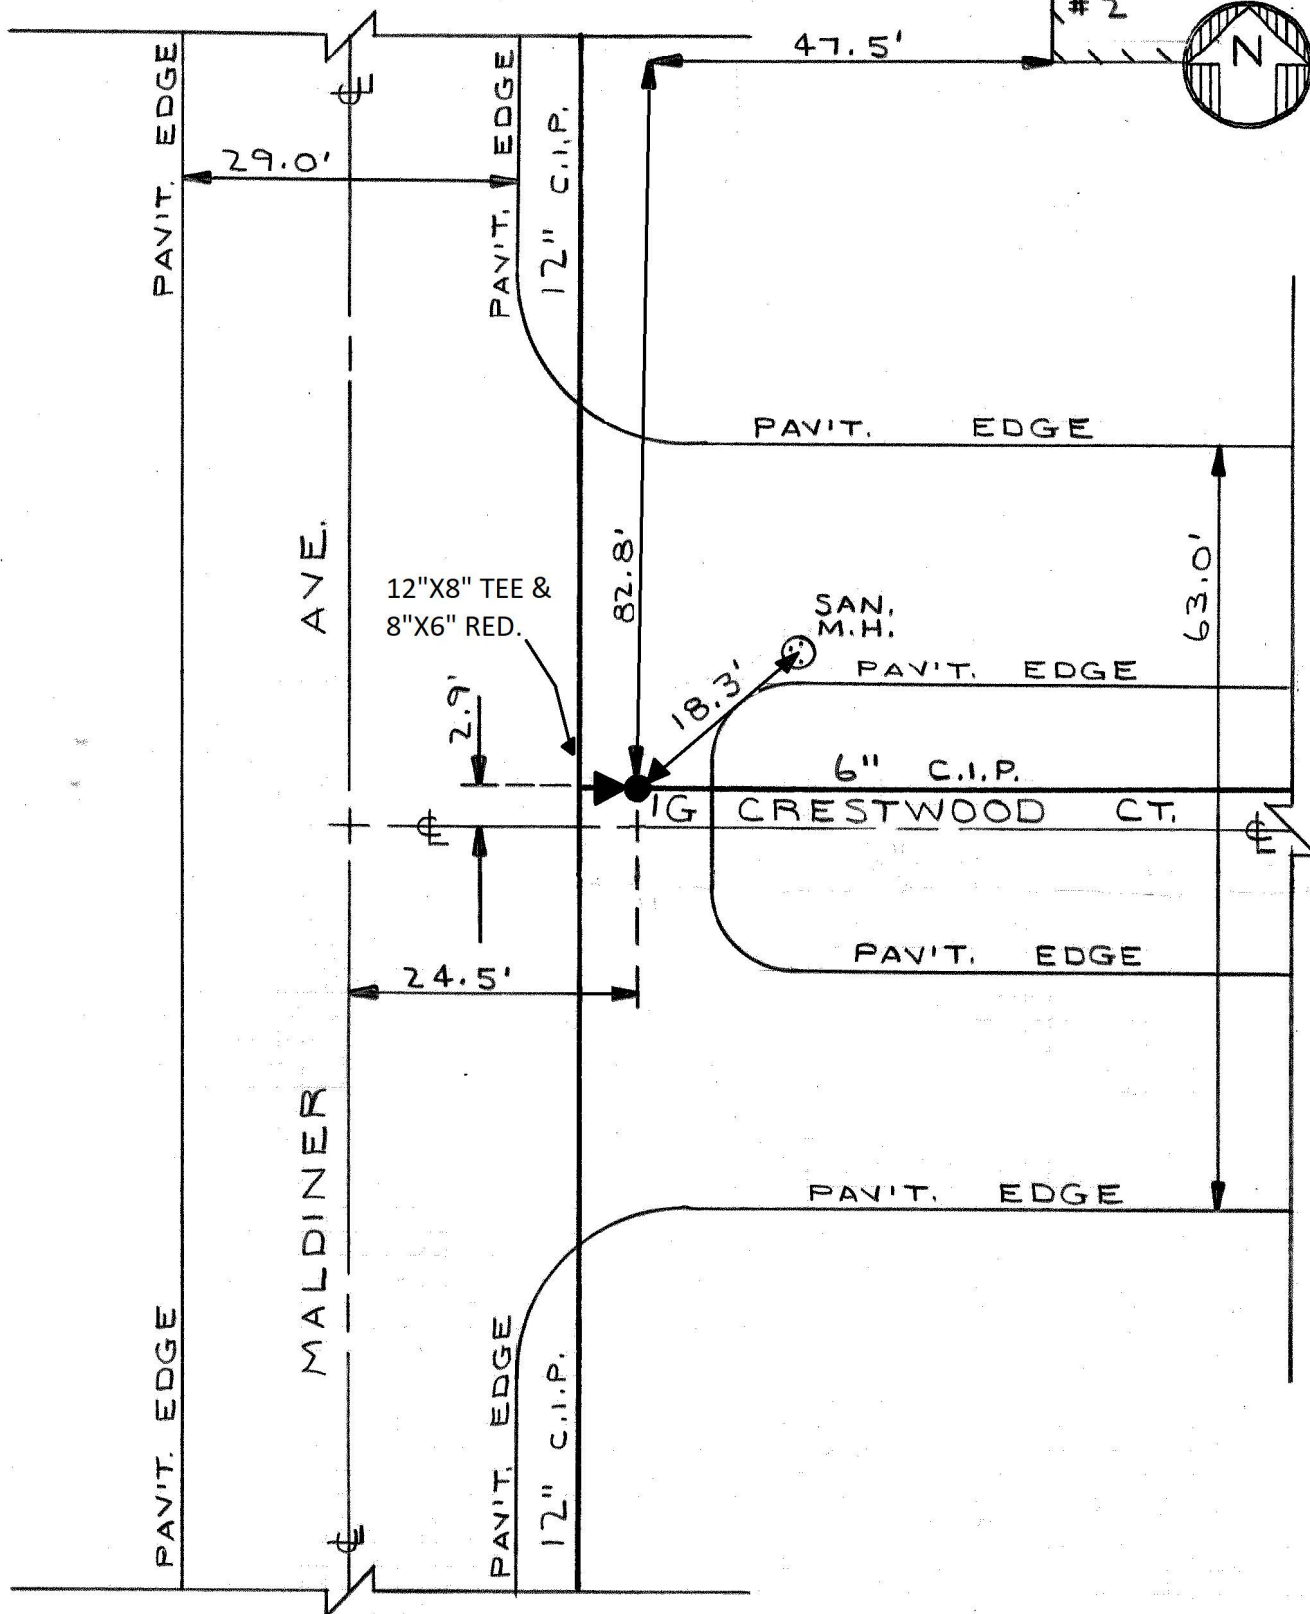 # 2
47.5'
N
PAV'T. EDGE
℄
PAV'T. EDGE
12" C.I.P.
29.0'
PAV'T. EDGE
AVE.
82.8'
63.0'
12"X8" TEE &
8"X6" RED.
SAN.
M.H.
PAV'T. EDGE
18.3'
2.9'
6" C.I.P.
1G CRESTWOOD CT.
℄
℄
PAV'T. EDGE
24.5'
MALDINER
PAV'T. EDGE
PAV'T. EDGE
℄
PAV'T. EDGE
12" C.I.P.